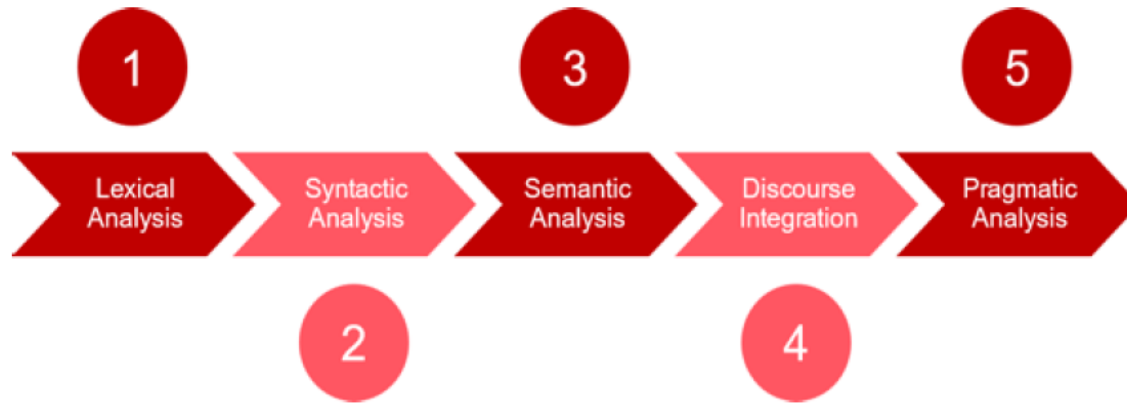 1
3
5
Lexical
Analysis
Syntactic
Analysis
Semantic
Analysis
Discourse
Integration
Pragmatic
Analysis
2
4